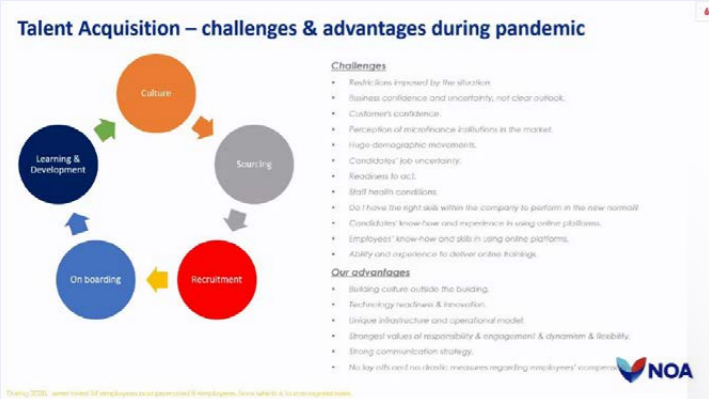 Talent Acquisition – challenges & advantages during pandemic
Culture
Sourcing
Recruitment
On boarding
Learning &
Development
Challenges
• Restrictions imposed by the situation.
• Business confidence and uncertainty, not clear outlook.
• Customer's confidence.
• Perception of microfinance institutions in the market.
• Huge demographic movements.
• Candidates' job uncertainty.
• Readiness to act.
• Staff health conditions.
• Do I have the right skills within the company to perform in the new normal?
• Candidates' know-how and experience in using online platforms.
• Employees' know-how and skills in using online platforms.
• Ability and experience to deliver online trainings.
Our advantages
• Building culture outside the building.
• Technology readiness & innovation.
• Unique infrastructure and operational model.
• Strongest values of responsibility & engagement & dynamism & flexibility.
• Strong communication strategy.
• No lay offs and no drastic measures regarding employees'
NOA